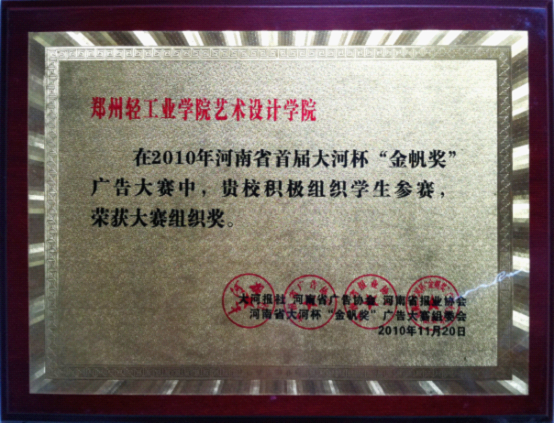 郑州轻工业学院艺术设计学院
在2010年河南省首届大河杯“金帆奖”
广告大赛中，贵校积极组织学生参赛，
荣获大赛组织奖。
大河报社 河南省广告协会 河南省报业协会
河南省大河杯“金帆奖”广告大赛组委会
2010年11月20日